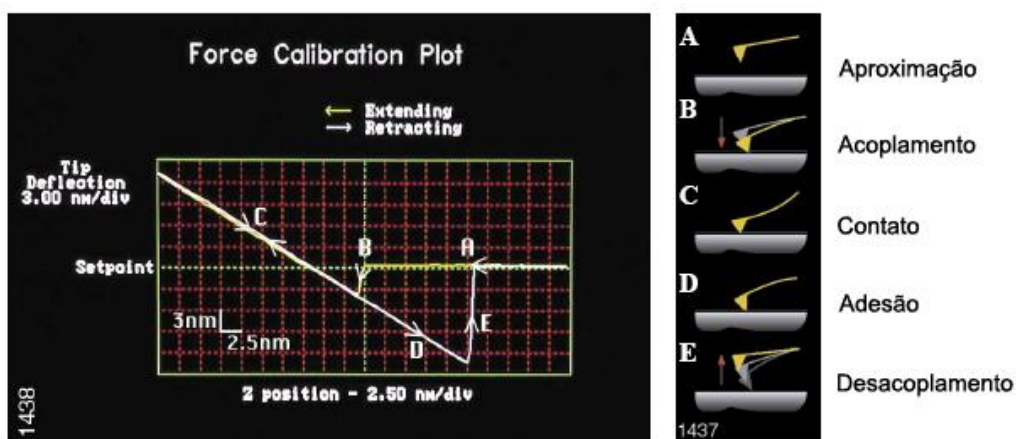 Force Calibration Plot
Extending
Retracting
Tip
Deflection
3.00 nm/div
Setpoint
C
B
A
3nm
2.5nm
D
E
Z position - 2.50 nm/div
1438
A
Aproximação
B
Acoplamento
C
Contato
D
Adesão
E
Desacoplamento
1437